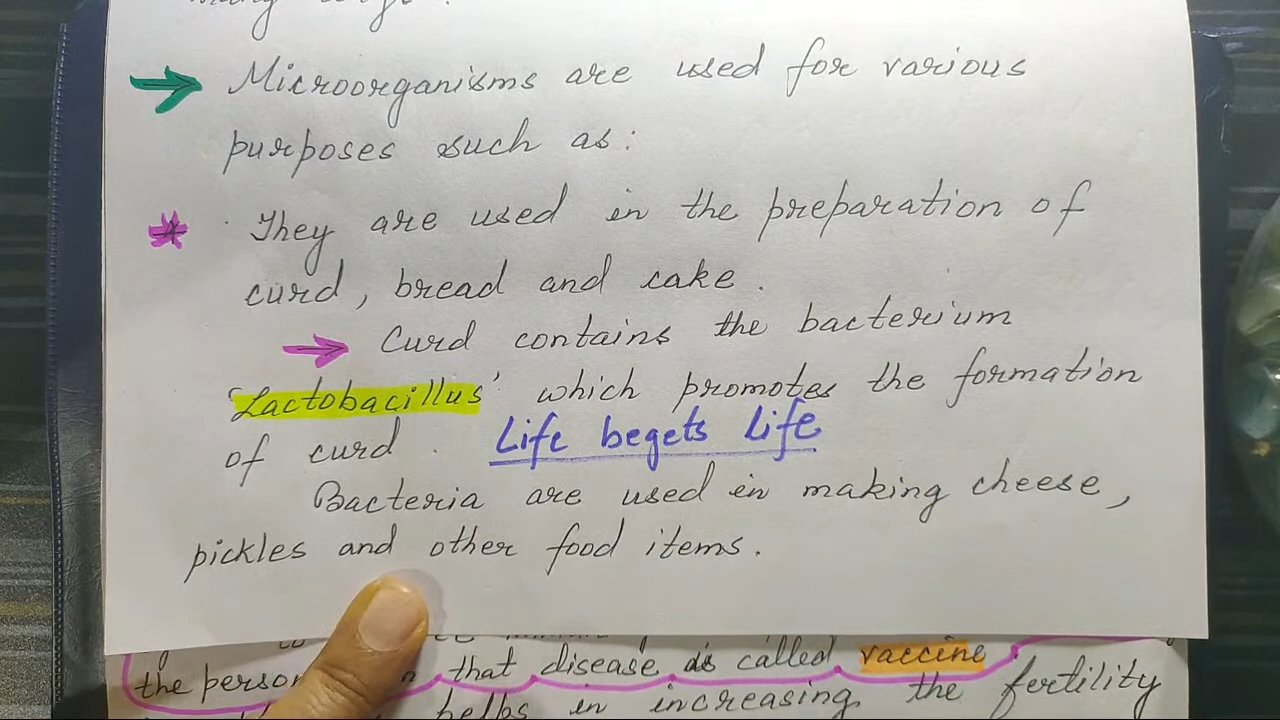 Microorganisms are used for various
purposes such as:
They are used in the preparation of
curd, bread and cake.
Curd contains the bacterium
'Lactobacillus' which promotes the formation
of curd.
Life begets Life
Bacteria are used in making cheese,
pickles and other food items.
the person that disease is called vaccine
helps in increasing the fertility